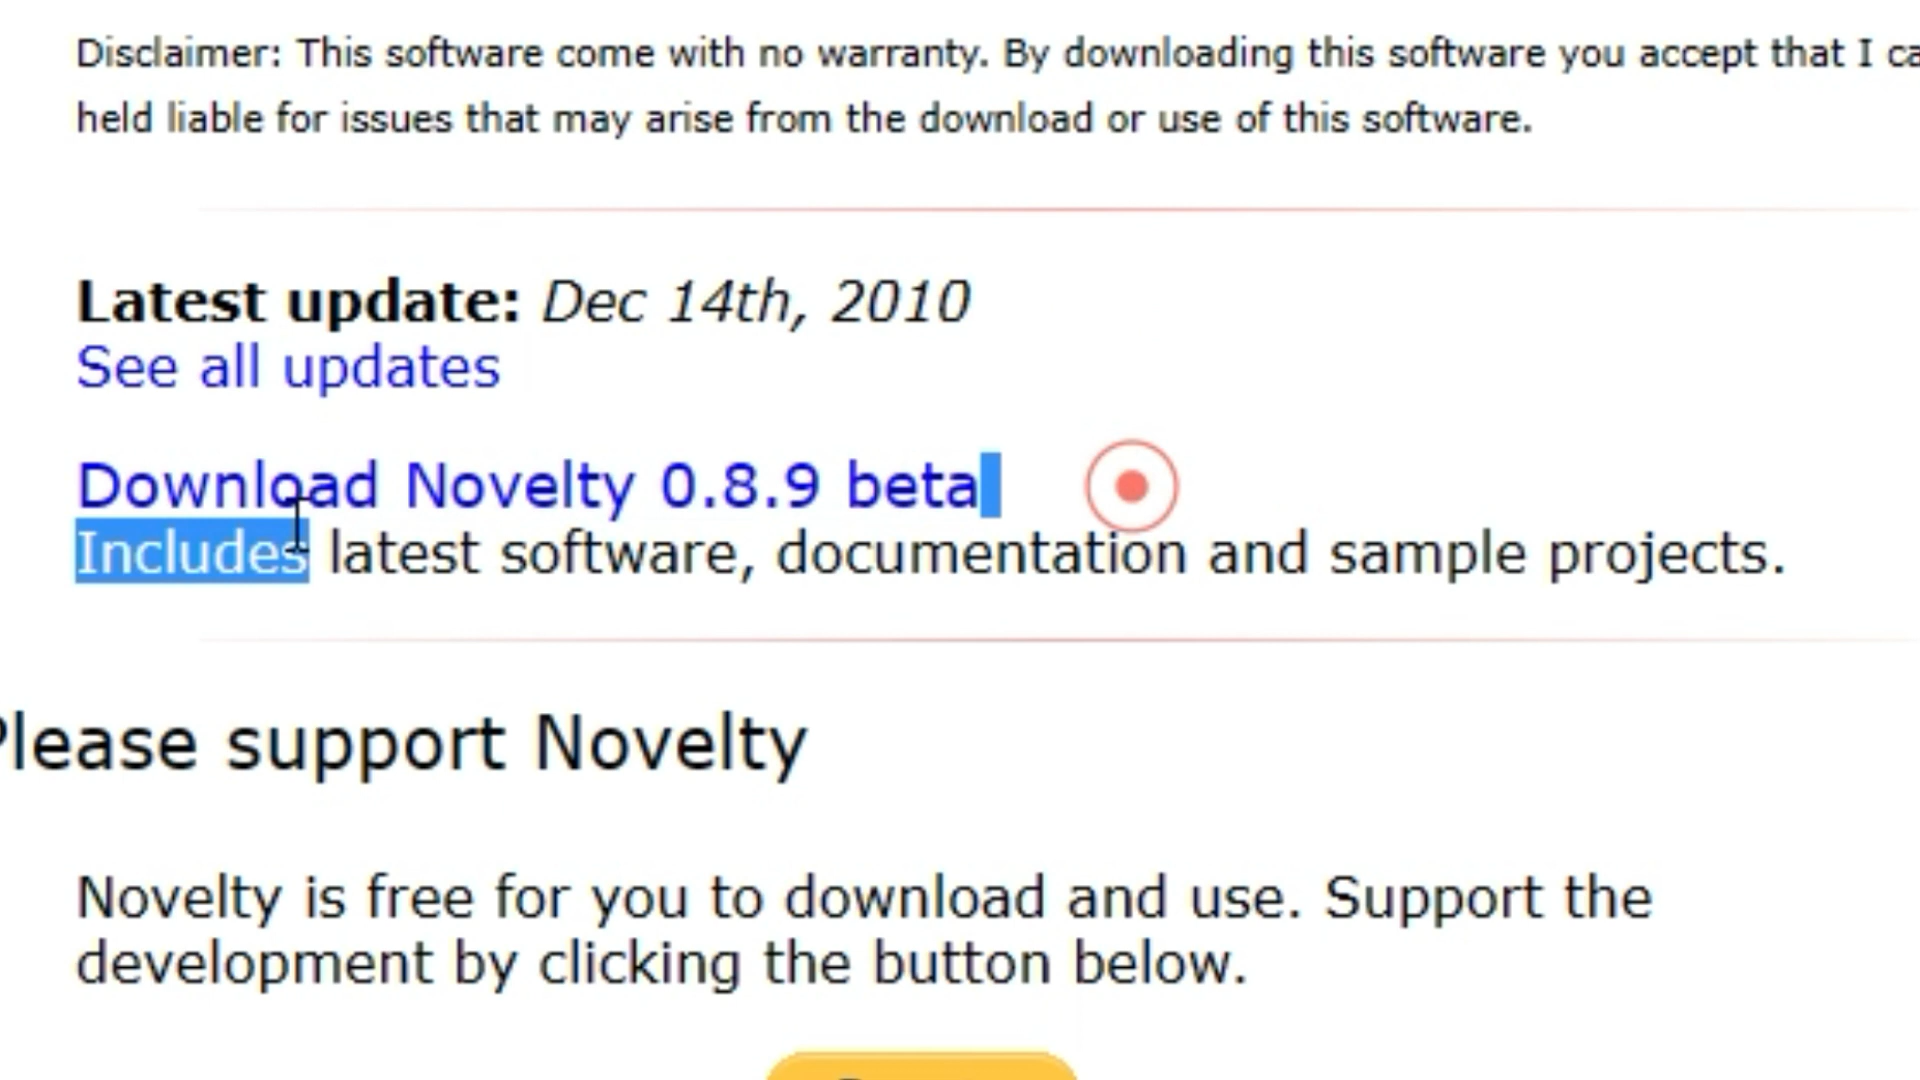 Disclaimer: This software come with no warranty. By downloading this software you accept that I
held liable for issues that may arise from the download or use of this software.
Latest update: Dec 14th, 2010
See all updates
Download Novelty 0.8.9 beta
Includes latest software, documentation and sample projects.
Please support Novelty
Novelty is free for you to download and use. Support the
development by clicking the button below.